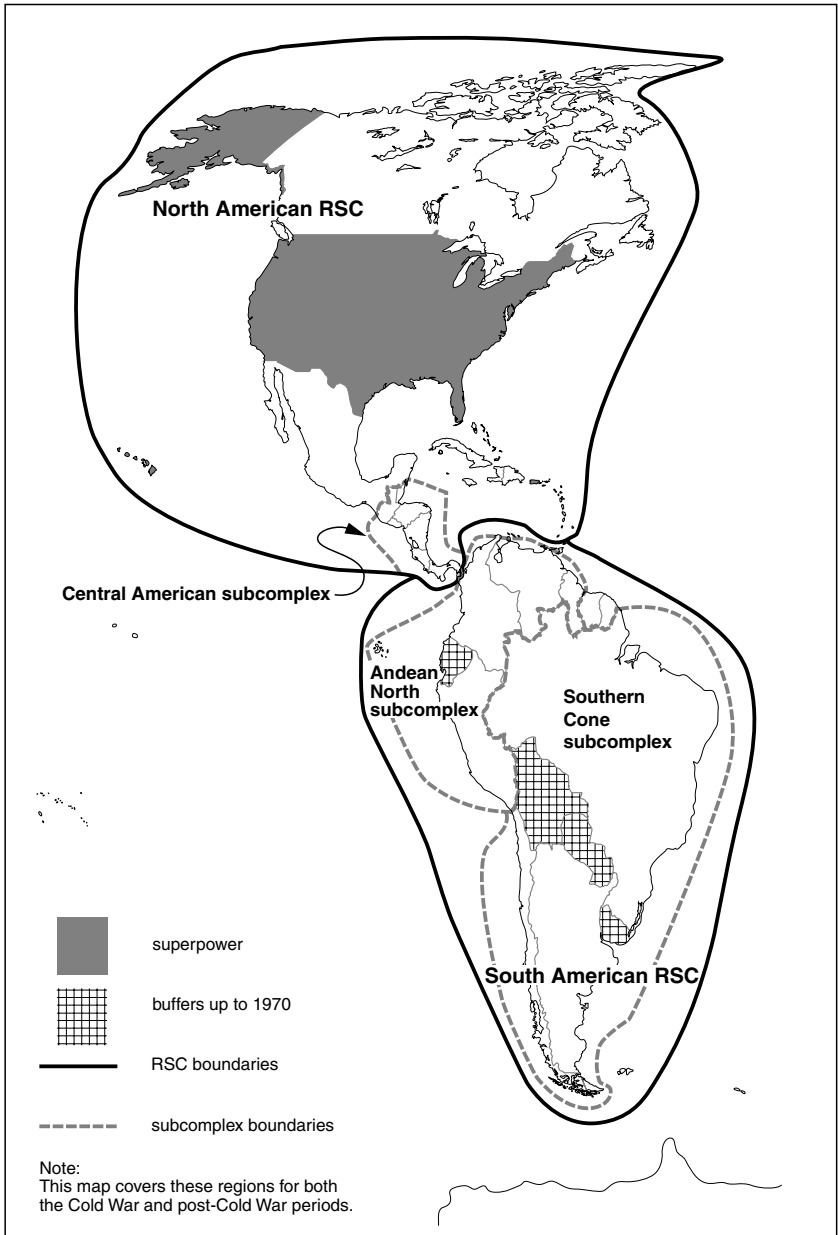 North American RSC
Central American subcomplex
Andean
North
subcomplex
Southern
Cone
subcomplex
South American RSC
superpower
buffers up to 1970
RSC boundaries
subcomplex boundaries
Note:
This map covers these regions for both
the Cold War and post-Cold War periods.